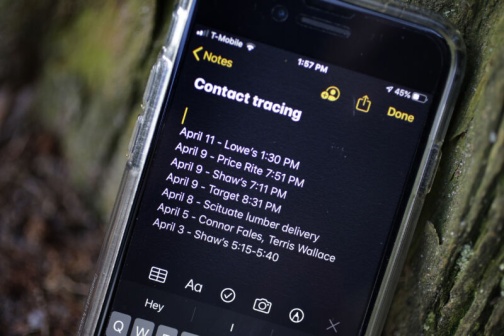 T-Mobile
1:57 PM
45%
Notes
Done
Contact tracing
April 11 - Lowe's 1:30 PM
April 9 - Price Rite 7:51 PM
April 9 - Shaw's 7:11 PM
April 9 - Target 8:31 PM
April 8 - Scituate lumber delivery
April 5 - Connor Fales, Terris Wallace
April 3 - Shaw's 5:15-5:40
Aa
Hey
I
Q W